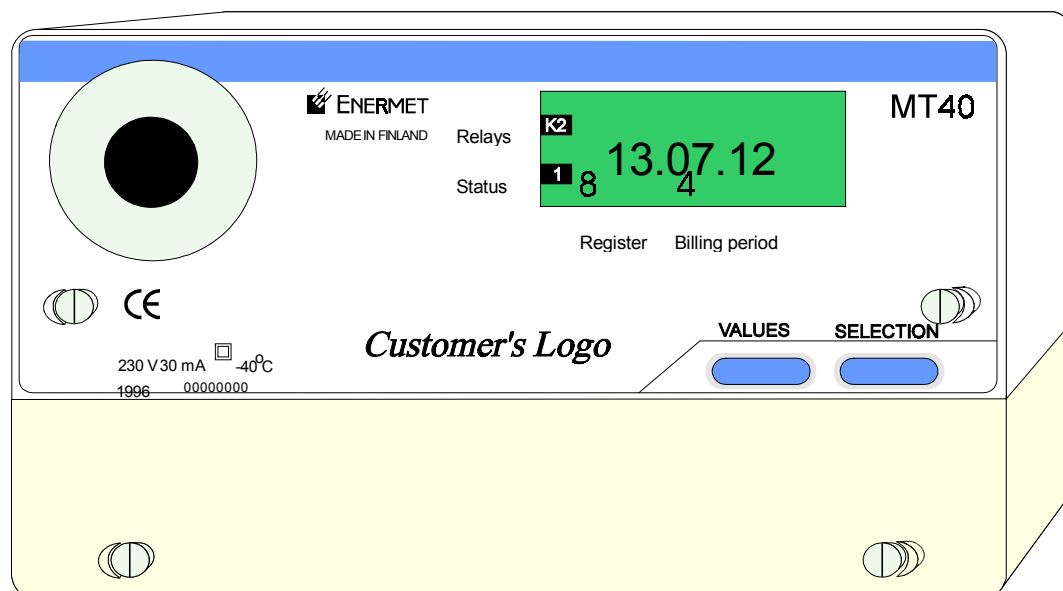 ENERMET
MT40
MADE IN FINLAND
Relays
K2
13.07.12
Status
1
8 4
Register Billing period
CE
VALUES SELECTION
Customer's Logo
230 V 30 mA -40°C
1996 00000000